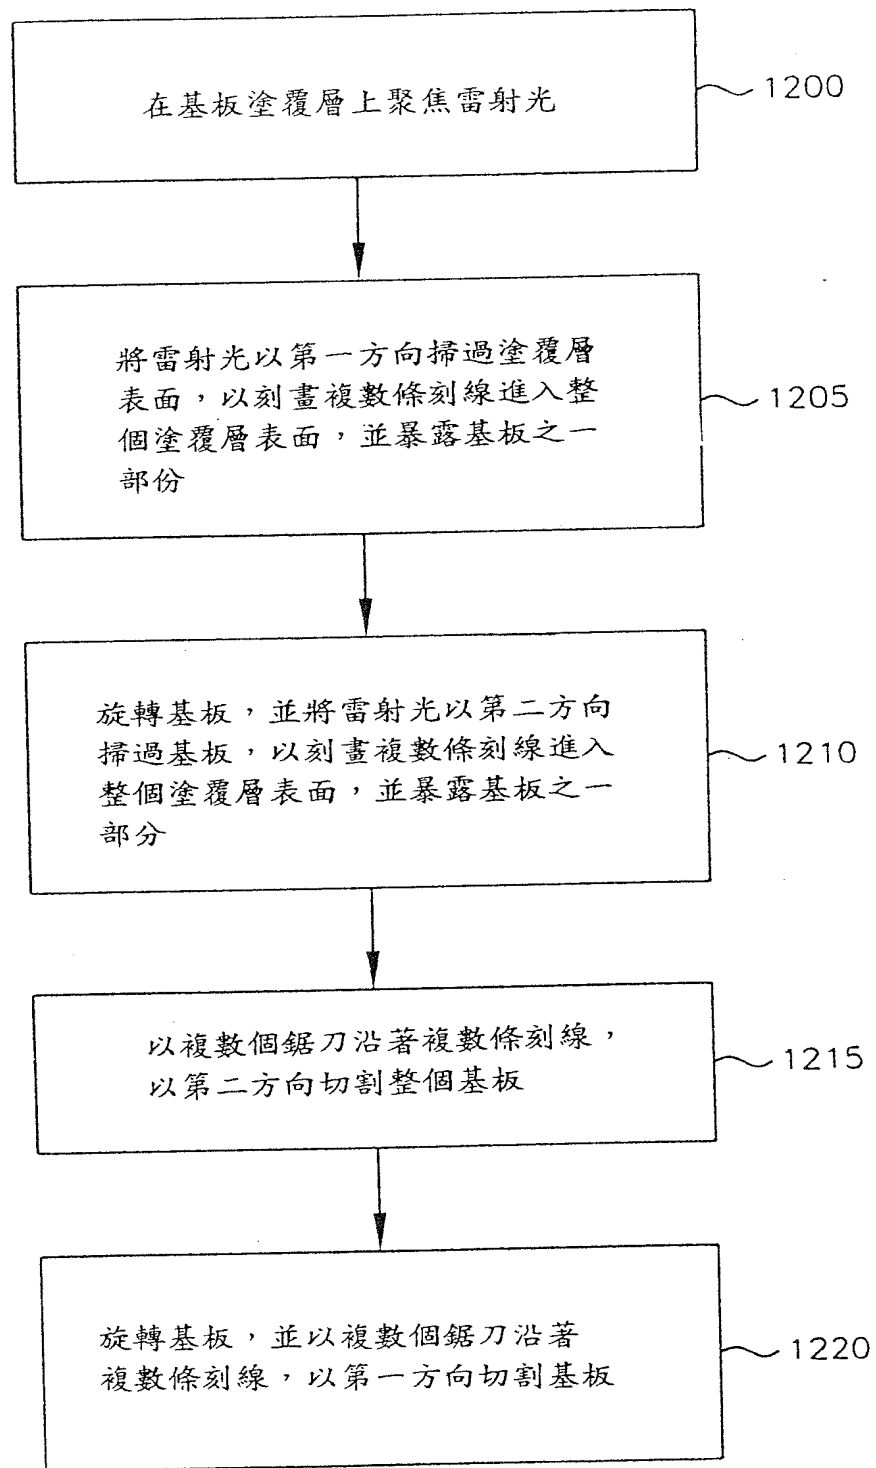 在基板塗覆層上聚焦雷射光
1200
將雷射光以第一方向掃過塗覆層
表面，以刻畫複數條刻線進入整
個塗覆層表面，並暴露基板之一
部份
1205
旋轉基板，並將雷射光以第二方向
掃過基板，以刻畫複數條刻線進入
整個塗覆層表面，並暴露基板之一
部分
1210
以複數個鋸刀沿著複數條刻線，
以第二方向切割整個基板
1215
旋轉基板，並以複數個鋸刀沿著
複數條刻線，以第一方向切割基板
1220